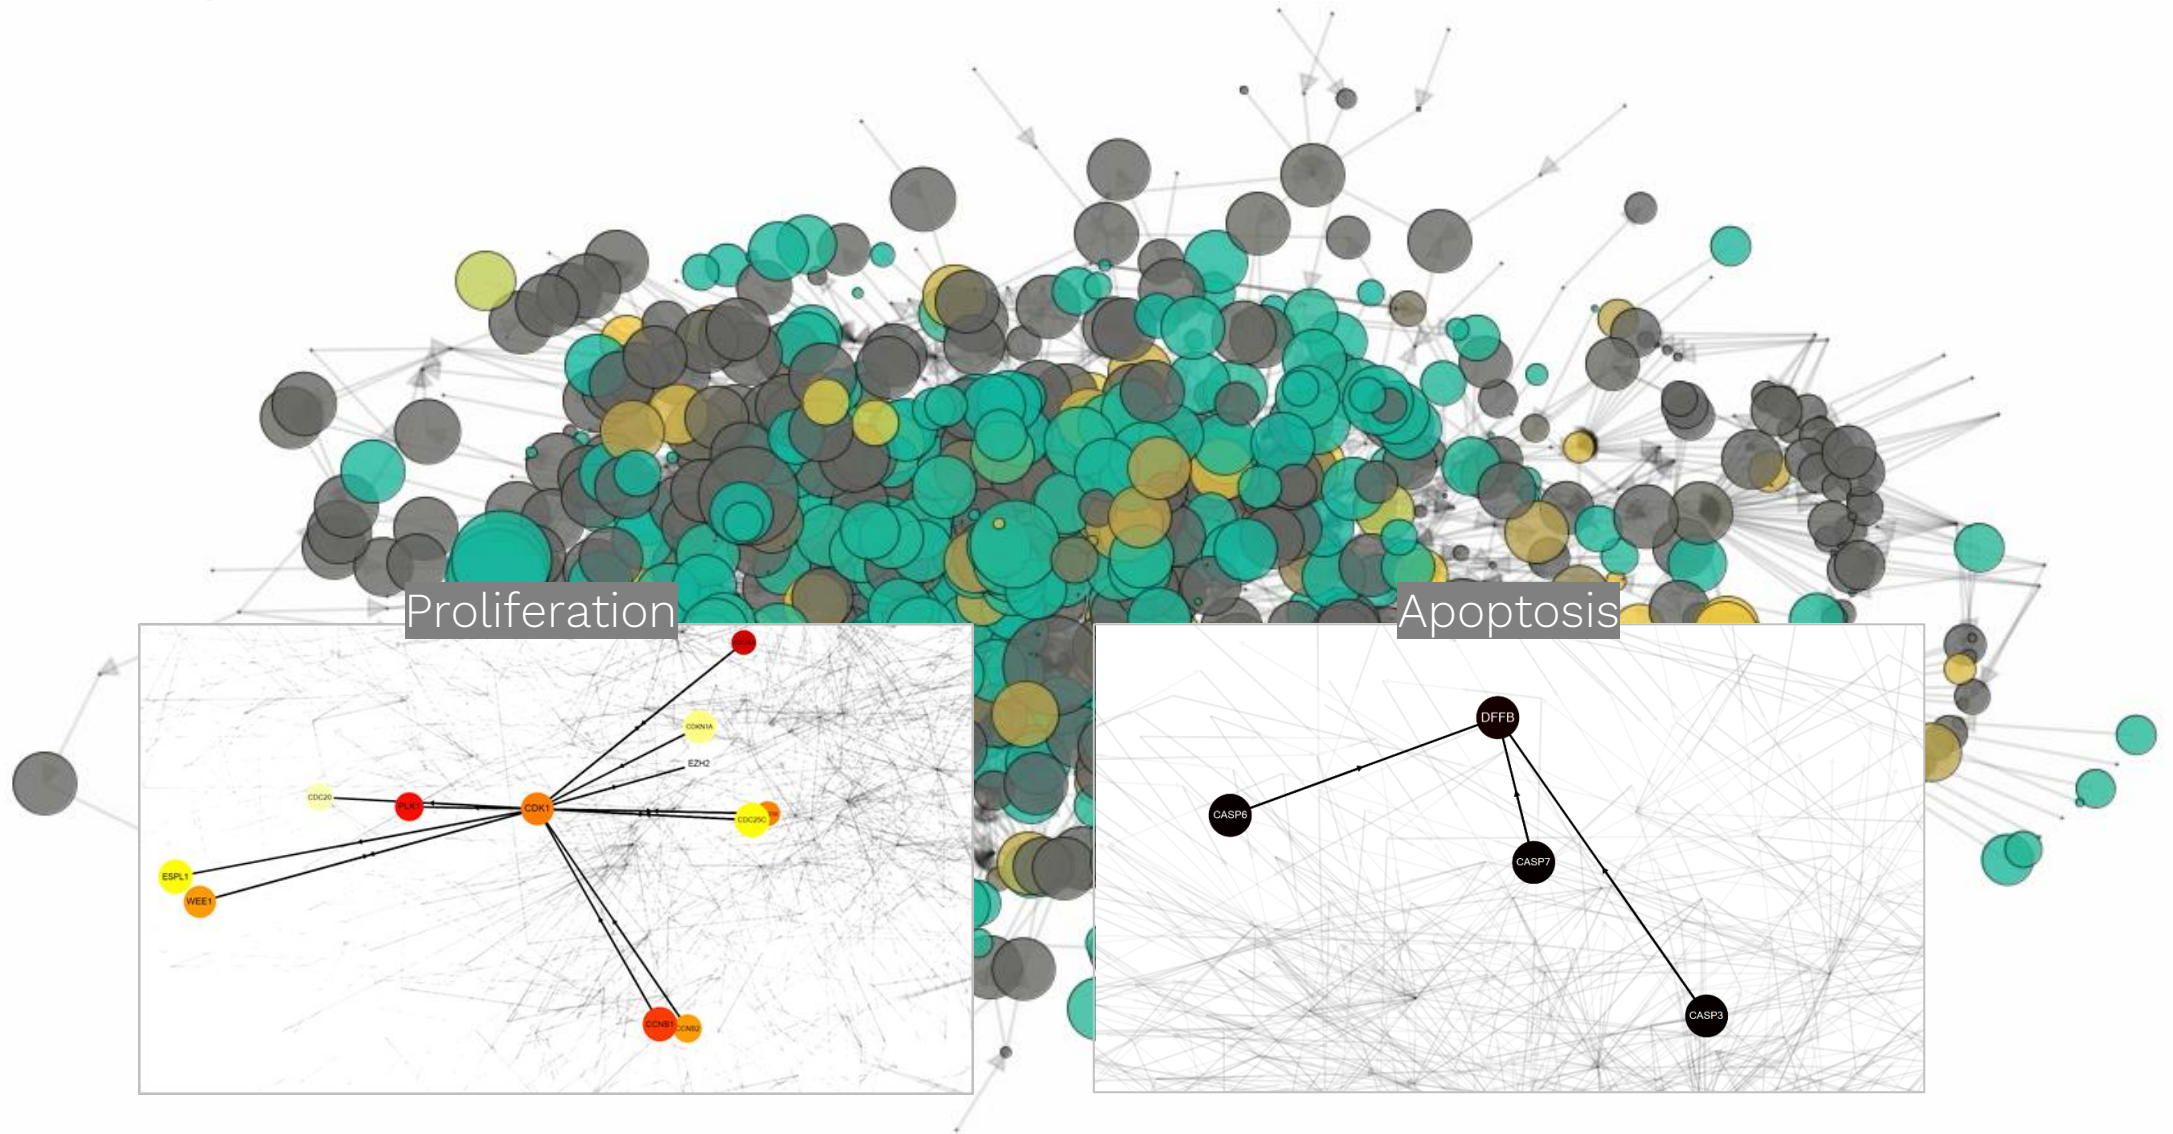 Proliferation
Apoptosis
CDKN1A
EZH2
CDC20
PLK1
CDK1
CDC25C
ESPL1
WEE1
CCNB1
CCNB2
DFFB
CASP6
CASP7
CASP3